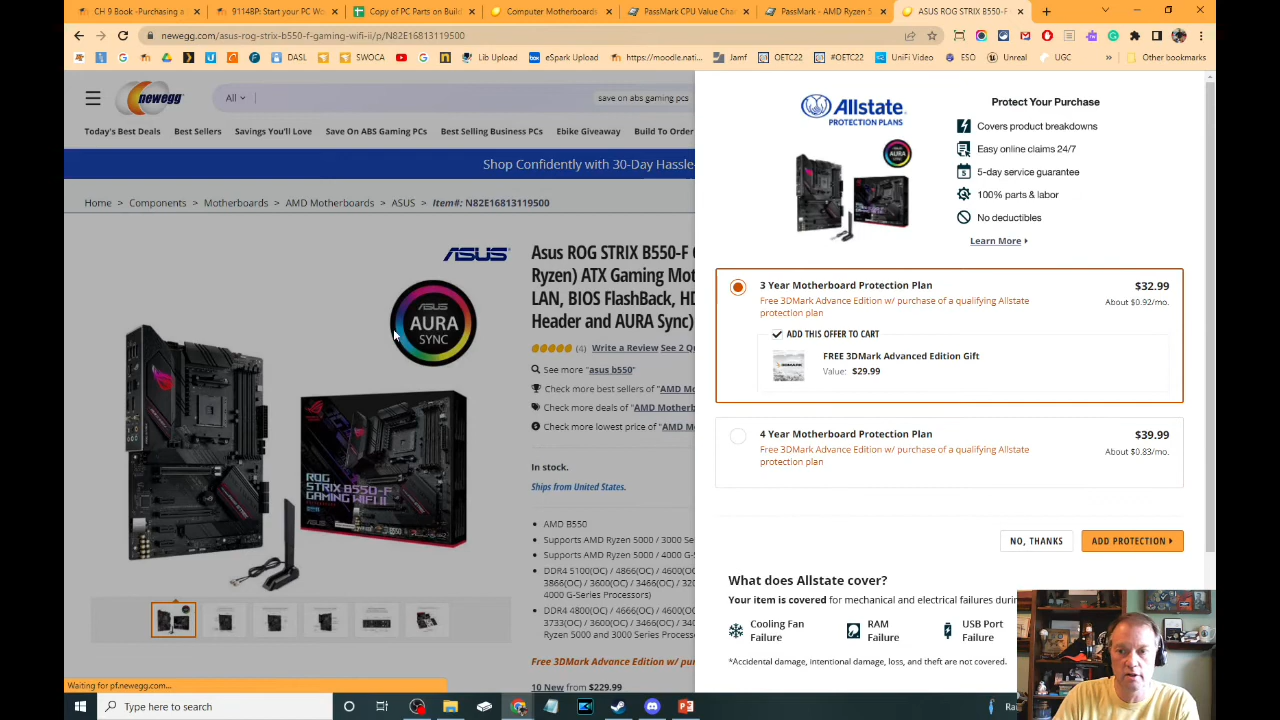 CH 9 Book -Purchasing a
9114BP: Start your PC Wo
Copy of PC Parts on Build
Computer Motherboards
PassMark CPU Value Char
PassMark - AMD Ryzen 5
ASUS ROG STRIX B550-F
newegg.com/asus-rog-strix-b550-f-gaming-wifi-ii/p/N82E16813119500
DASL
SWOCA
Lib Upload
eSpark Upload
https://moodle.nati...
Jamf
OETC22
#OETC22
UniFi Video
ESO
Unreal
UGC
Other bookmarks
newegg
All
save on abs gaming pcs
Today's Best Deals
Best Sellers
Savings You'll Love
Save On ABS Gaming PCs
Best Selling Business PCs
Ebike Giveaway
Build To Order
Shop Confidently with 30-Day Hassle-
Home > Components > Motherboards > AMD Motherboards > ASUS > Item#: N82E16813119500
ASUS
ASUS
AURA
SYNC
ROG
STRIX
B550-F
GAMING WIFI II
Asus ROG STRIX B550-F
Ryzen) ATX Gaming Mot
LAN, BIOS FlashBack, HD
Header and AURA Sync)
(4) Write a Review See 2 Q
See more "asus b550"
Check more best sellers of "AMD Mo
Check more deals of "AMD Motherb
Check more lowest price of "AMD M
In stock.
Ships from United States.
AMD B550
Supports AMD Ryzen 5000 / 3000 Se
Supports AMD Ryzen 5000 / 4000 G-S
DDR4 5100(OC) / 4866(OC) / 4600(OC
3866(OC) / 3600(OC) / 3466(OC) / 320
4000 G-Series Processors)
DDR4 4800(OC) / 4666(OC) / 4600(OC
3733(OC) / 3600(OC) / 3466(OC)
Ryzen 5000 and 3000 Series Processo
Free 3DMark Advance Edition w/ pur
10 New from $229.99
Allstate
PROTECTION PLANS
AURA
SYNC
Protect Your Purchase
Covers product breakdowns
Easy online claims 24/7
5-day service guarantee
100% parts & labor
No deductibles
Learn More
3 Year Motherboard Protection Plan
$32.99
Free 3DMark Advance Edition w/ purchase of a qualifying Allstate
protection plan
About $0.92/mo.
ADD THIS OFFER TO CART
FREE 3DMark Advanced Edition Gift
Value: $29.99
4 Year Motherboard Protection Plan
$39.99
Free 3DMark Advance Edition w/ purchase of a qualifying Allstate
protection plan
About $0.83/mo.
NO, THANKS
ADD PROTECTION
What does Allstate cover?
Your item is covered for mechanical and electrical failures durin
Cooling Fan
Failure
RAM
Failure
USB Port
Failure
*Accidental damage, intentional damage, loss, and theft are not covered.
Waiting for pf.newegg.com...
Type here to search
Rai